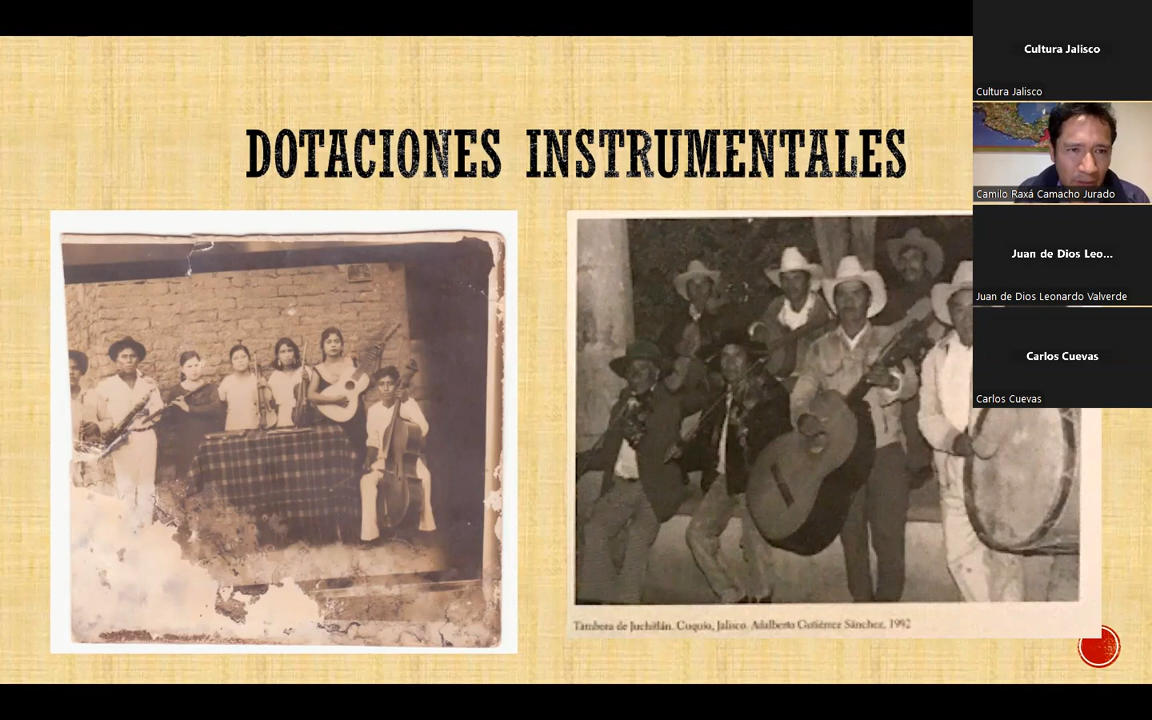 DOTACIONES INSTRUMENTALES
Tambora de Juchitlán. Cuquío, Jalisco. Adalberto Gutiérrez Sánchez, 1992
Cultura Jalisco
Cultura Jalisco
Camilo Raxá Camacho Jurado
Juan de Dios Leo...
Juan de Dios Leonardo Valverde
Carlos Cuevas
Carlos Cuevas